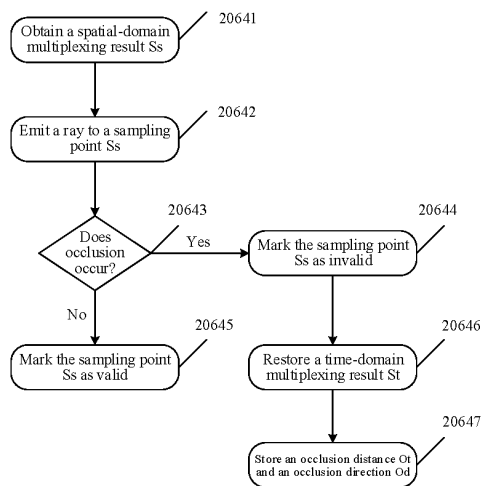 20641
Obtain a spatial-domain
multiplexing result Ss
20642
Emit a ray to a sampling
point Ss
20643
Does
occlusion
occur?
Yes
20644
Mark the sampling point
Ss as invalid
No
20645
Mark the sampling point
Ss as valid
20646
Restore a time-domain
multiplexing result St
20647
Store an occlusion distance Ot
and an occlusion direction Od